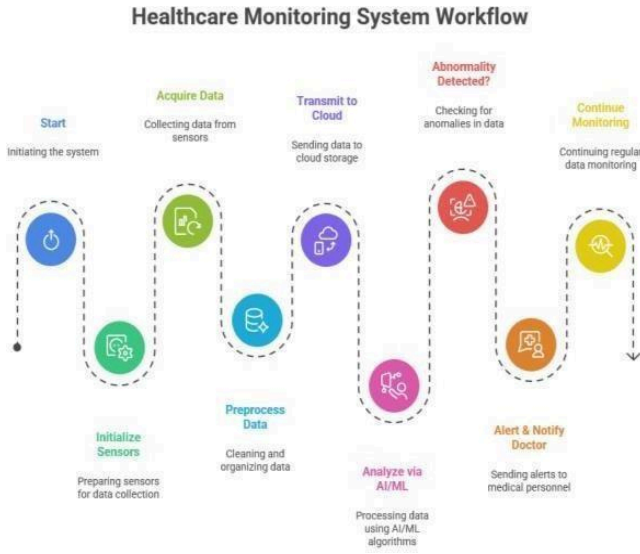 Healthcare Monitoring System Workflow
Start
Initiating the system
Initialize
Sensors
Preparing sensors
for data collection
Acquire Data
Collecting data from
sensors
Preprocess
Data
Cleaning and
organizing data
Transmit to
Cloud
Sending data to
cloud storage
Analyze via
AI/ML
Processing data
using AI/ML
algorithms
Abnormality
Detected?
Checking for
anomalies in data
Alert & Notify
Doctor
Sending alerts to
medical personnel
Continue
Monitoring
Continuing regular
data monitoring